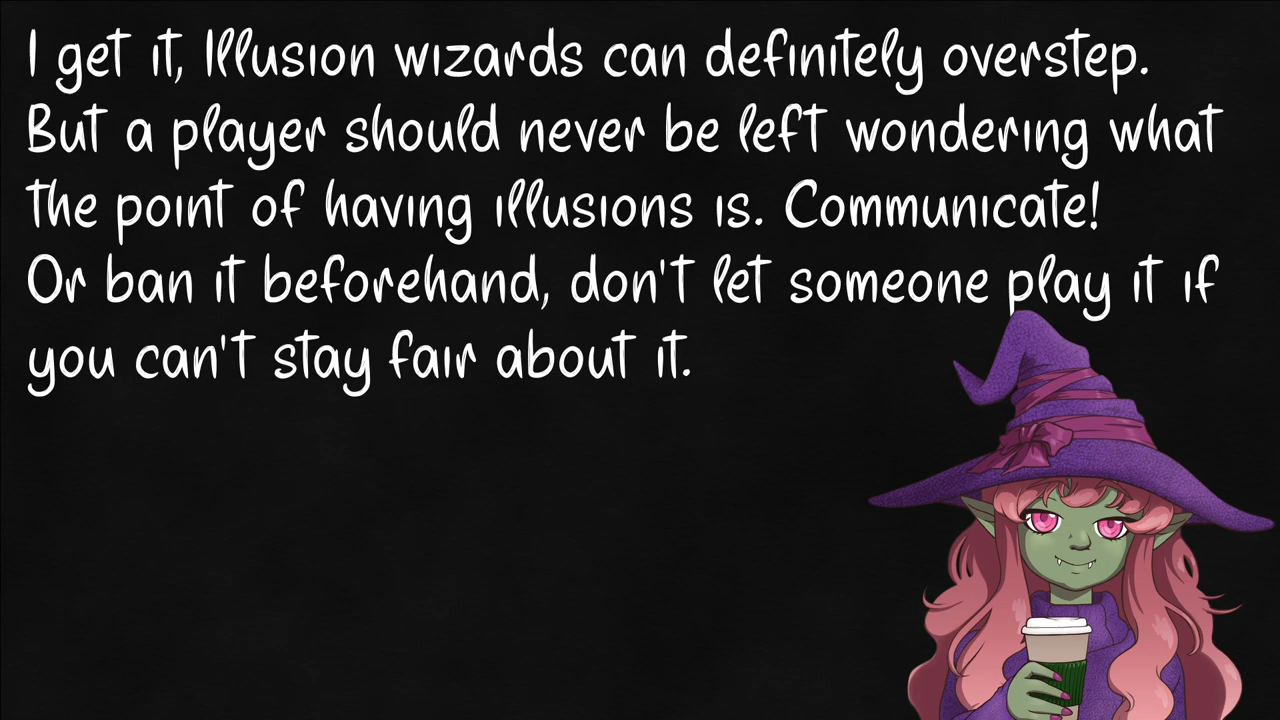 I get it, Illusion wizards can definitely overstep.
But a player should never be left wondering what
the point of having illusions is. Communicate!
Or ban it beforehand, don't let someone play it if
you can't stay fair about it.